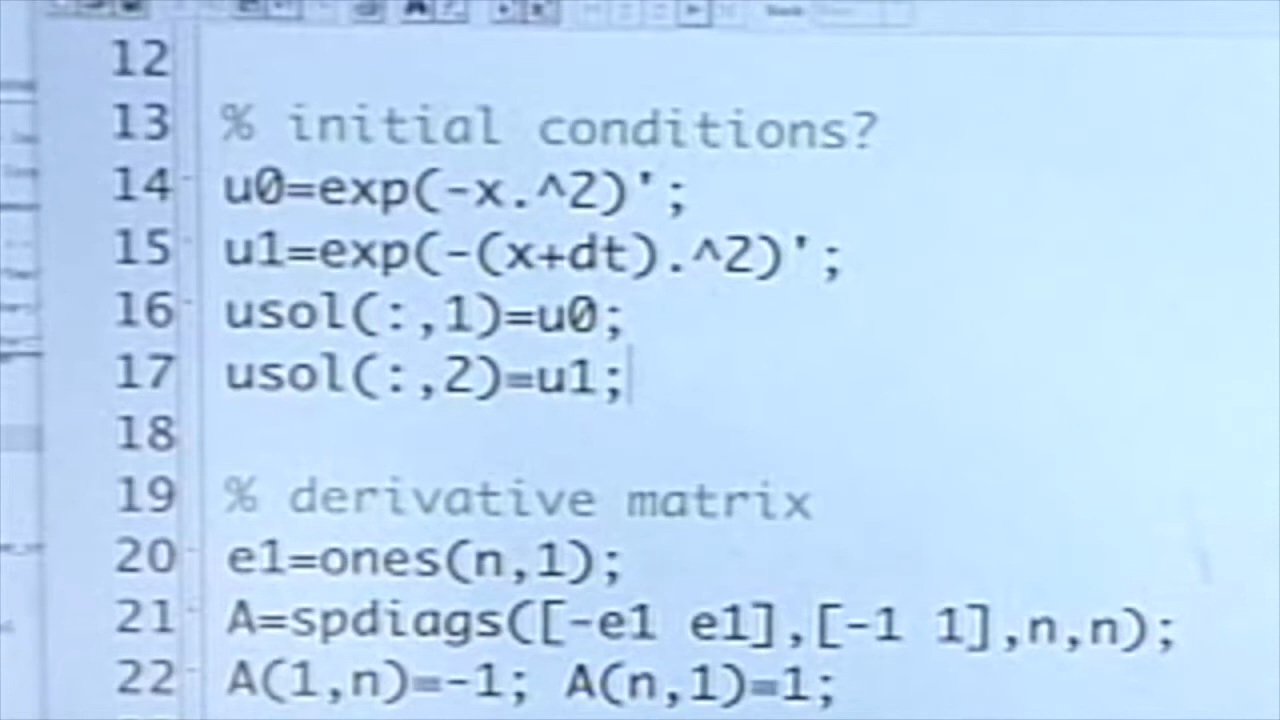 12
13 % initial conditions?
14 u0=exp(-x.^2)';
15 u1=exp(-(x+dt).^2)';
16 usol(:,1)=u0;
17 usol(:,2)=u1;
18
19 % derivative matrix
20 e1=ones(n,1);
21 A=spdiags([-e1 e1],[-1 1],n,n);
22 A(1,n)=-1; A(n,1)=1;